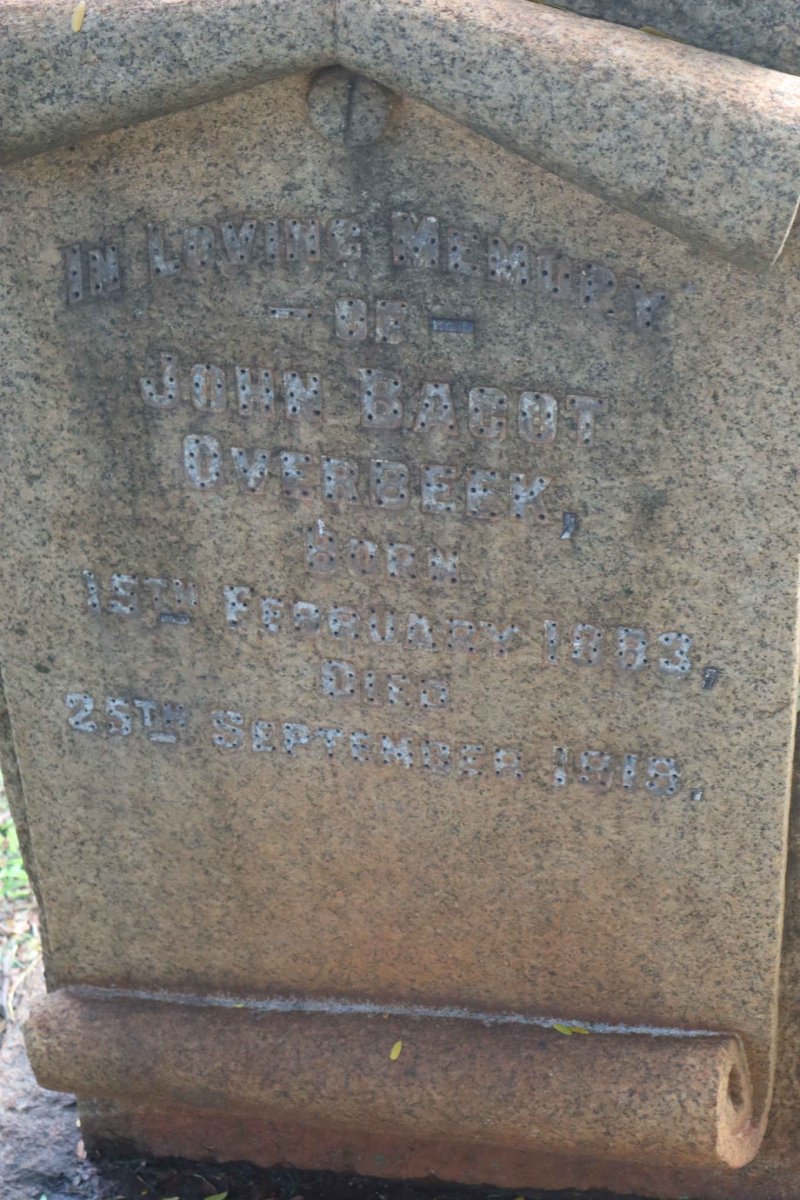 IN LOVING MEMORY
– OF –
JOHN BAGOT
OVERBEEK,
BORN
15TH FEBRUARY 1883,
DIED
25TH SEPTEMBER 1918.